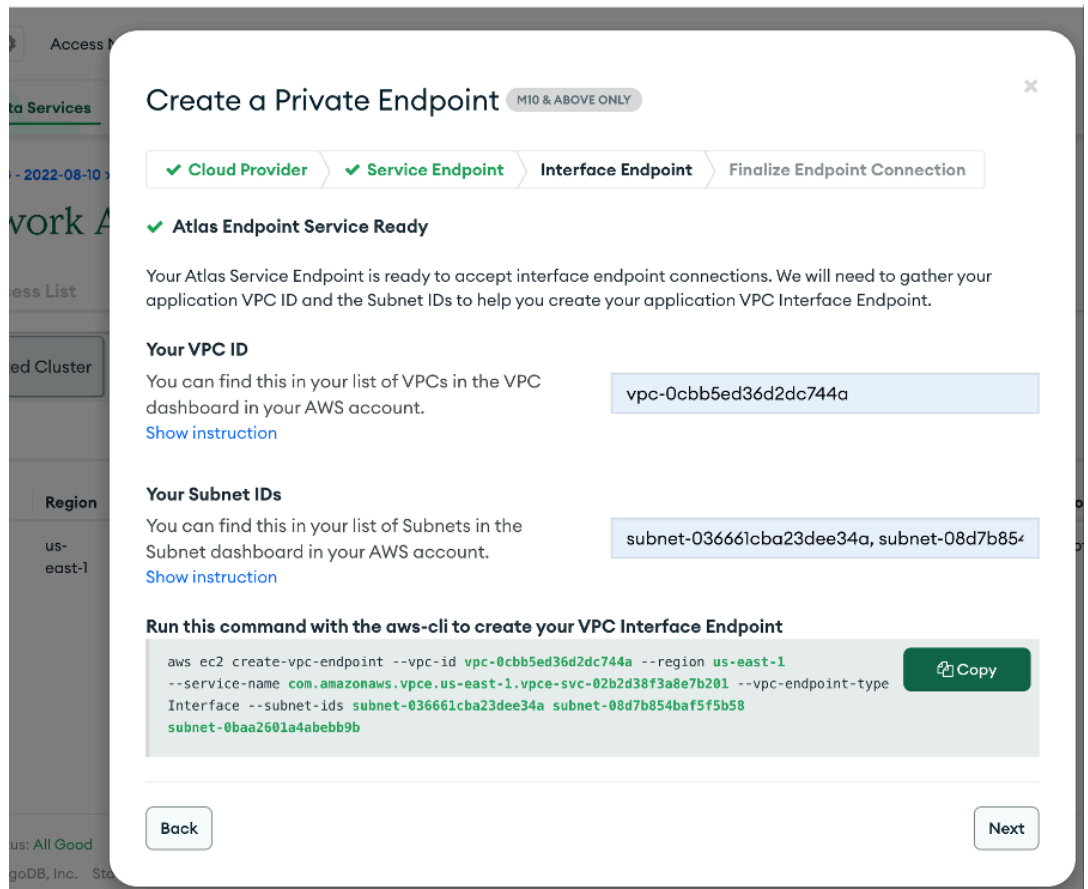 Access
Create a Private Endpoint M10 & ABOVE ONLY
ta Services
Cloud Provider Service Endpoint Interface Endpoint Finalize Endpoint Connection
- 2022-08-10 >
work A
Atlas Endpoint Service Ready
Your Atlas Service Endpoint is ready to accept interface endpoint connections. We will need to gather your
application VPC ID and the Subnet IDs to help you create your application VPC Interface Endpoint.
ess List
Your VPC ID
ed Cluster
You can find this in your list of VPCs in the VPC
dashboard in your AWS account.
vpc-0cbb5ed36d2dc744a
Show instruction
Your Subnet IDs
Region
You can find this in your list of Subnets in the
Subnet dashboard in your AWS account.
subnet-036661cba23dee34a, subnet-08d7b854
us-
east-1
Show instruction
Run this command with the aws-cli to create your VPC Interface Endpoint
aws ec2 create-vpc-endpoint --vpc-id vpc-0cbb5ed36d2dc744a --region us-east-1
--service-name com.amazonaws.vpce.us-east-1.vpce-svc-02b2d38f3a8e7b201 --vpc-endpoint-type
Interface --subnet-ids subnet-036661cba23dee34a subnet-08d7b854baf5f5b58
subnet-0baa2601a4abebb9b
Copy
Back
Next
tus: All Good
goDB, Inc. Sta